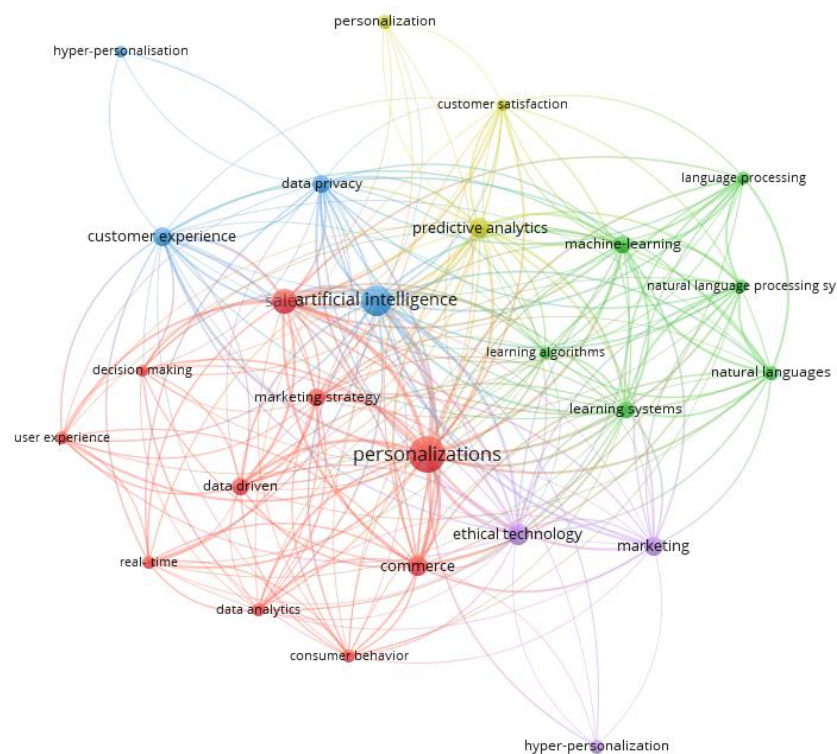 personalization
hyper-personalisation
customer satisfaction
data privacy
language processing
customer experience
predictive analytics
machine-learning
natural language processing sy
sales
artificial intelligence
learning algorithms
decision making
natural languages
marketing strategy
learning systems
user experience
personalizations
data driven
ethical technology
marketing
real-time
commerce
data analytics
consumer behavior
hyper-personalization